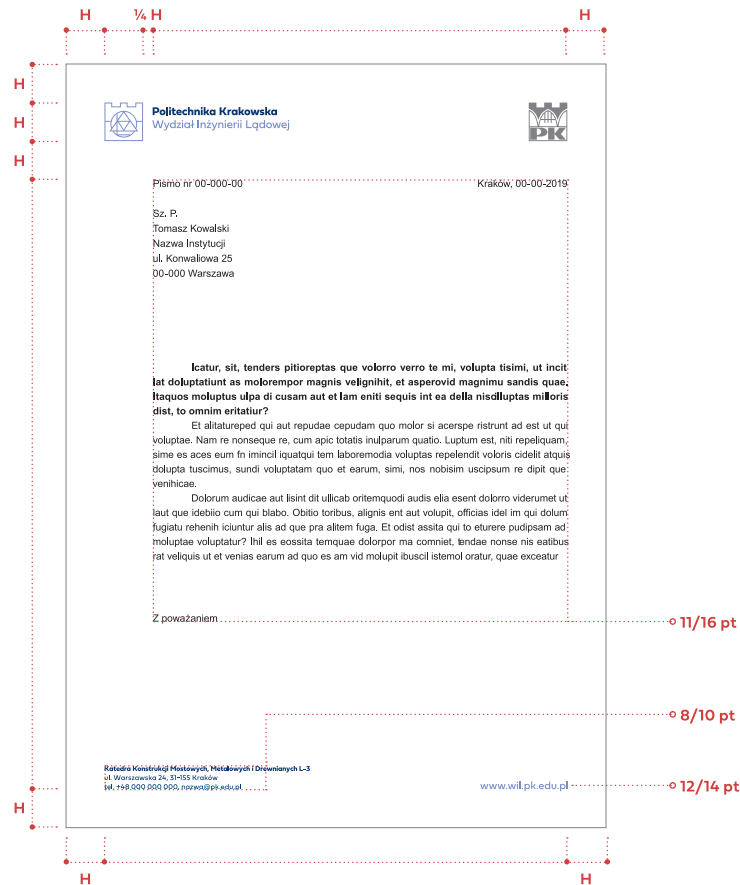 H ¼ H H
H
H
H
Politechnika Krakowska
Wydział Inżynierii Lądowej
PK
Pismo nr 00-000-00 Kraków, 00-00-2019
Sz. P.
Tomasz Kowalski
Nazwa Instytucji
ul. Konwaliowa 25
00-000 Warszawa
Icatur, sit, tenders pitioreptas que volorro verro te mi, volupta tisimi, ut incit
lat doluptatiunt as molorempor magnis velignihit, et asperovid magnimu sandis quae.
Itaquos moluptus ulpa di cusam aut et lam eniti sequis int ea della nisdilluptas milloris
dist, to omnim eritatiur?
Et alitatureped qui aut repudae cepudam quo molor si acerspe ristrunt ad est ut qui
voluptae. Nam re nonseque re, cum apic totatis inulparum quatio. Luptum est, niti repeliquam,
sime es aces eum fn imincil iquatqui tem laboremodia voluptas repelendit voloris cidelit atquis
dolupta tuscimus, sundi voluptatam quo et earum, simi, nos nobisim uscipsum re dipit que
venihicae.
Dolorum audicae aut lisint dit ullicab oritemquodi audis elia esent dolorro viderumet ut
laut que idebiio cum qui blabo. Obitio toribus, alignis ent aut volupit, officias idel im qui dolum
fugiatu rehenih iciuntur alis ad que pra alitem fuga. Et odist assita qui to eturere pudipsam ad
moluptae voluptatur? Ihil es eossita temquae dolorpor ma comniet, tendae nonse nis eatibus
rat veliquis ut et venias earum ad quo es am vid molupit ibuscil istemol oratur, quae exceatur
Z poważaniem
11/16 pt
8/10 pt
Katedra Konstrukcji Mostowych, Metalowych i Drewnianych L-3
ul. Warszawska 24, 31-155 Kraków
tel. +48 000 000 000, nazwa@pk.edu.pl
www.wil.pk.edu.pl
12/14 pt
H
H H